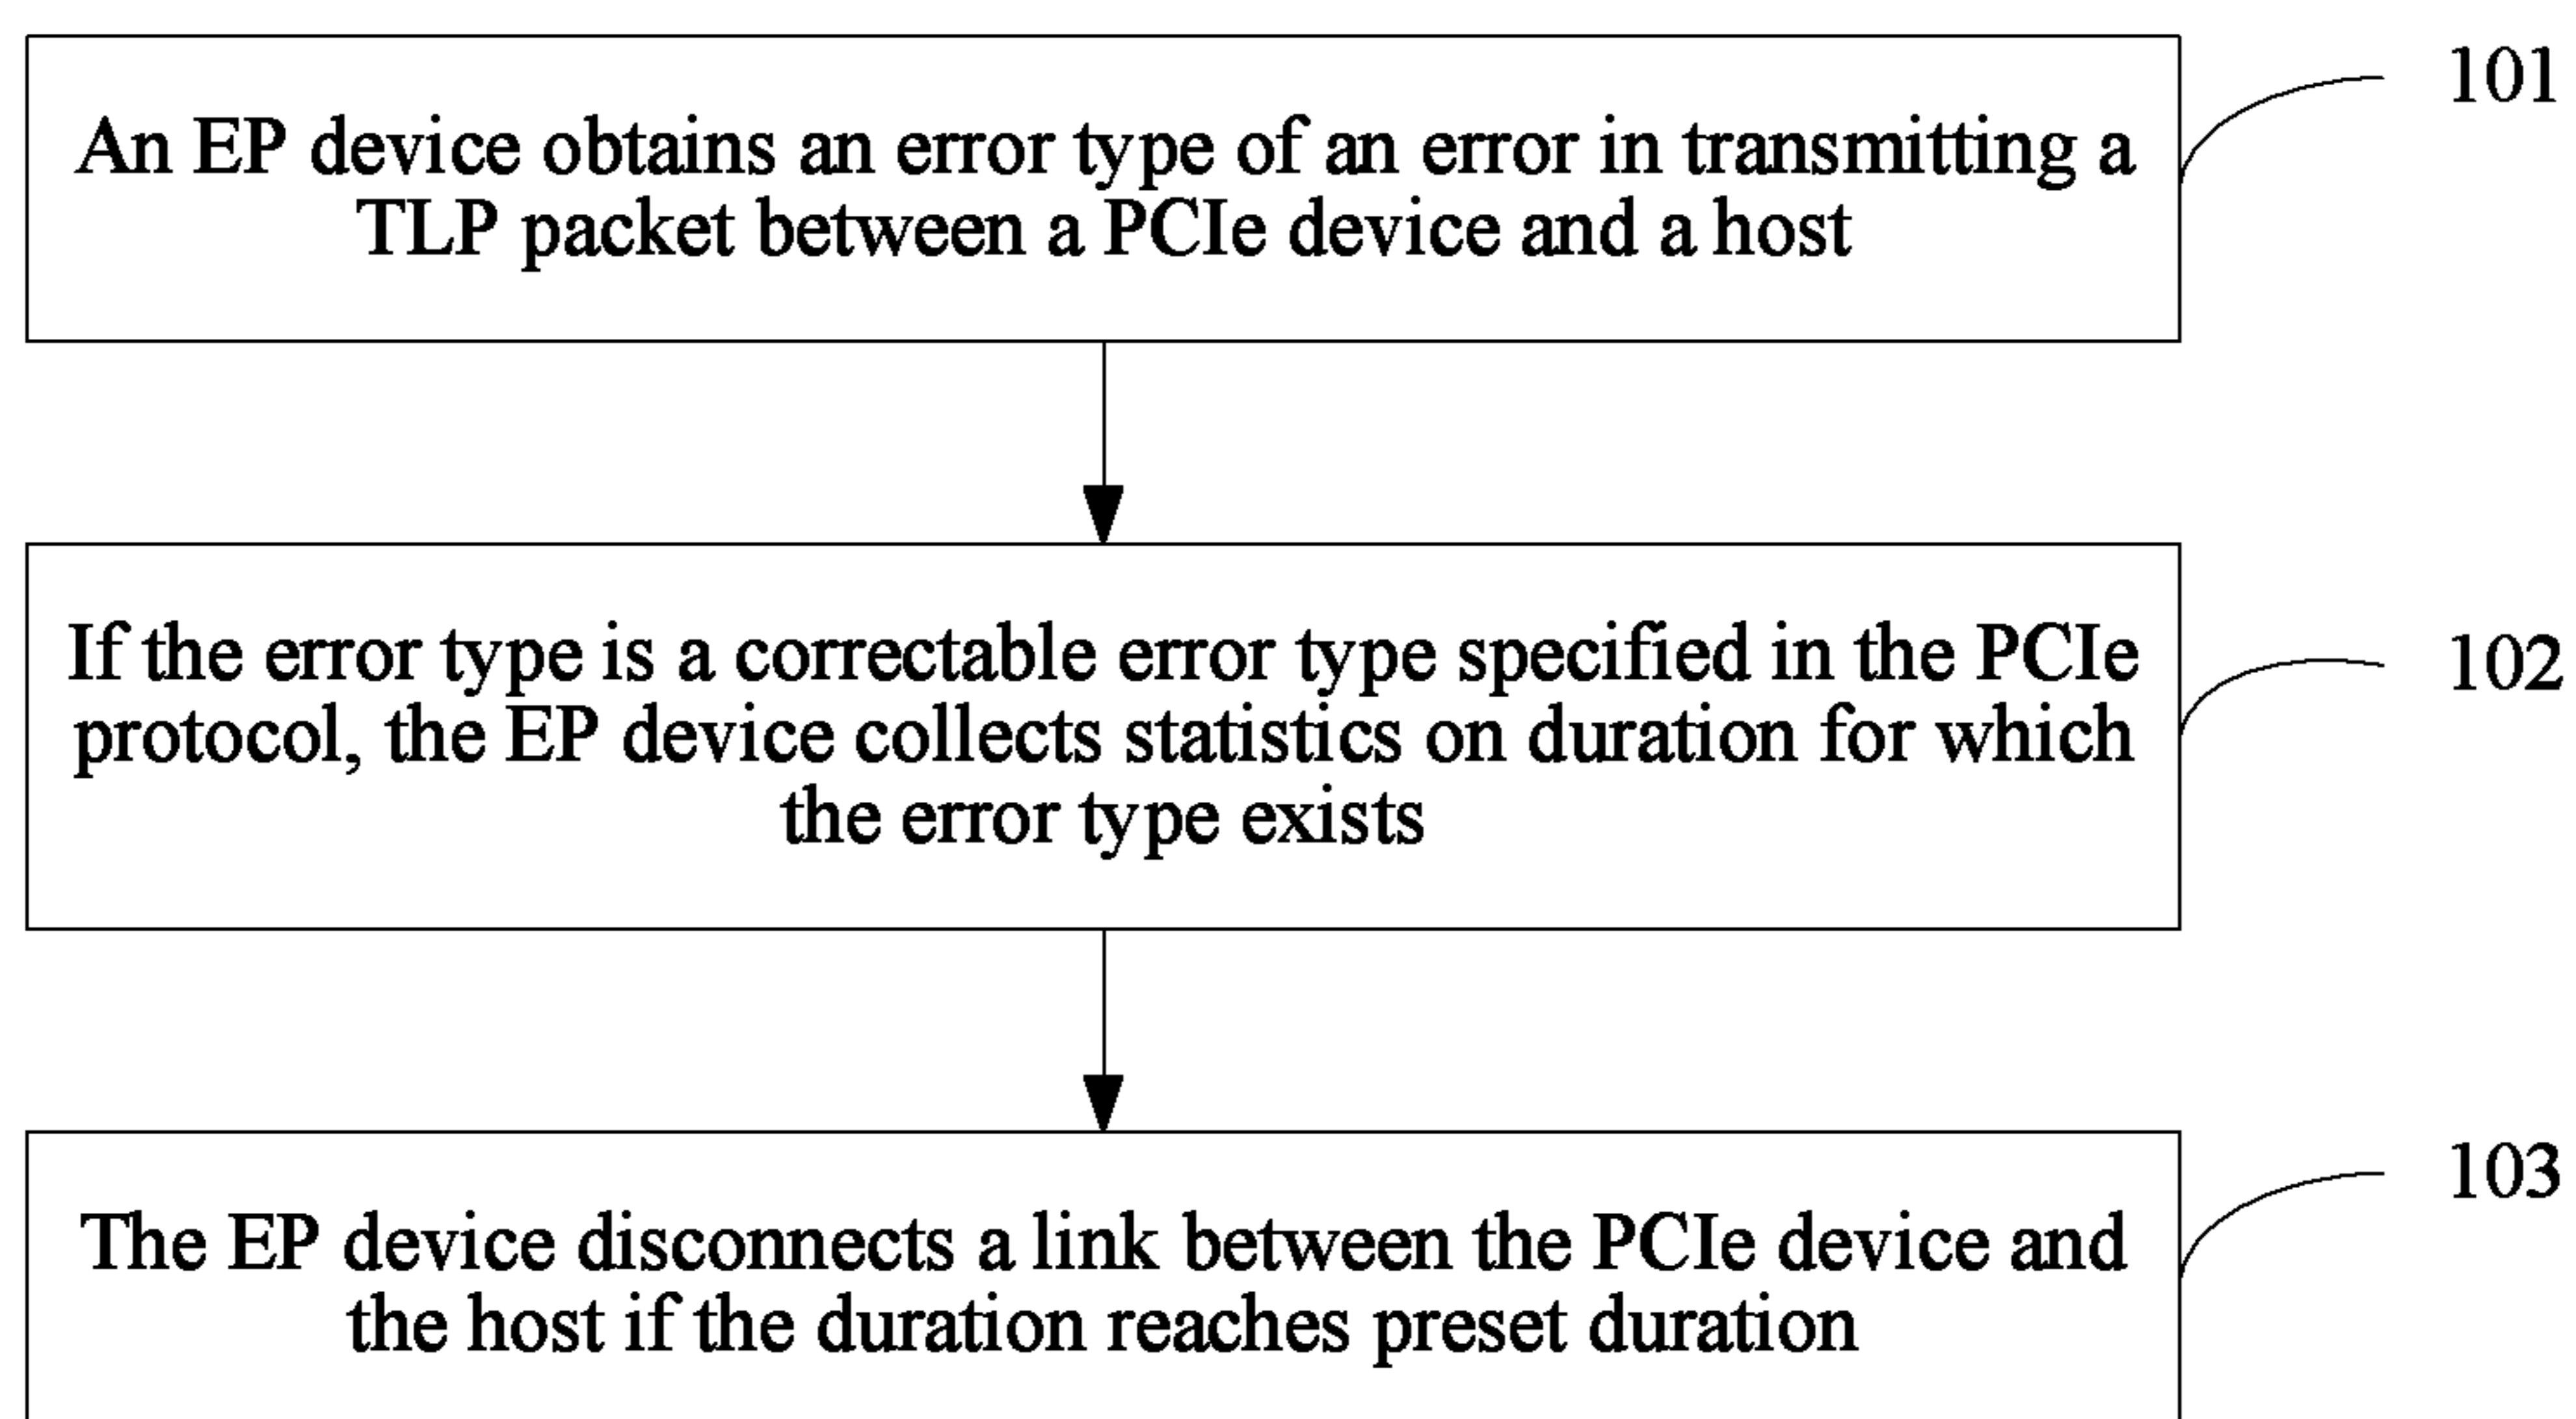 An EP device obtains an error type of an error in transmitting a
TLP packet between a PCIe device and a host
101
If the error type is a correctable error type specified in the PCIe
protocol, the EP device collects statistics on duration for which
the error type exists
102
The EP device disconnects a link between the PCIe device and
the host if the duration reaches preset duration
103